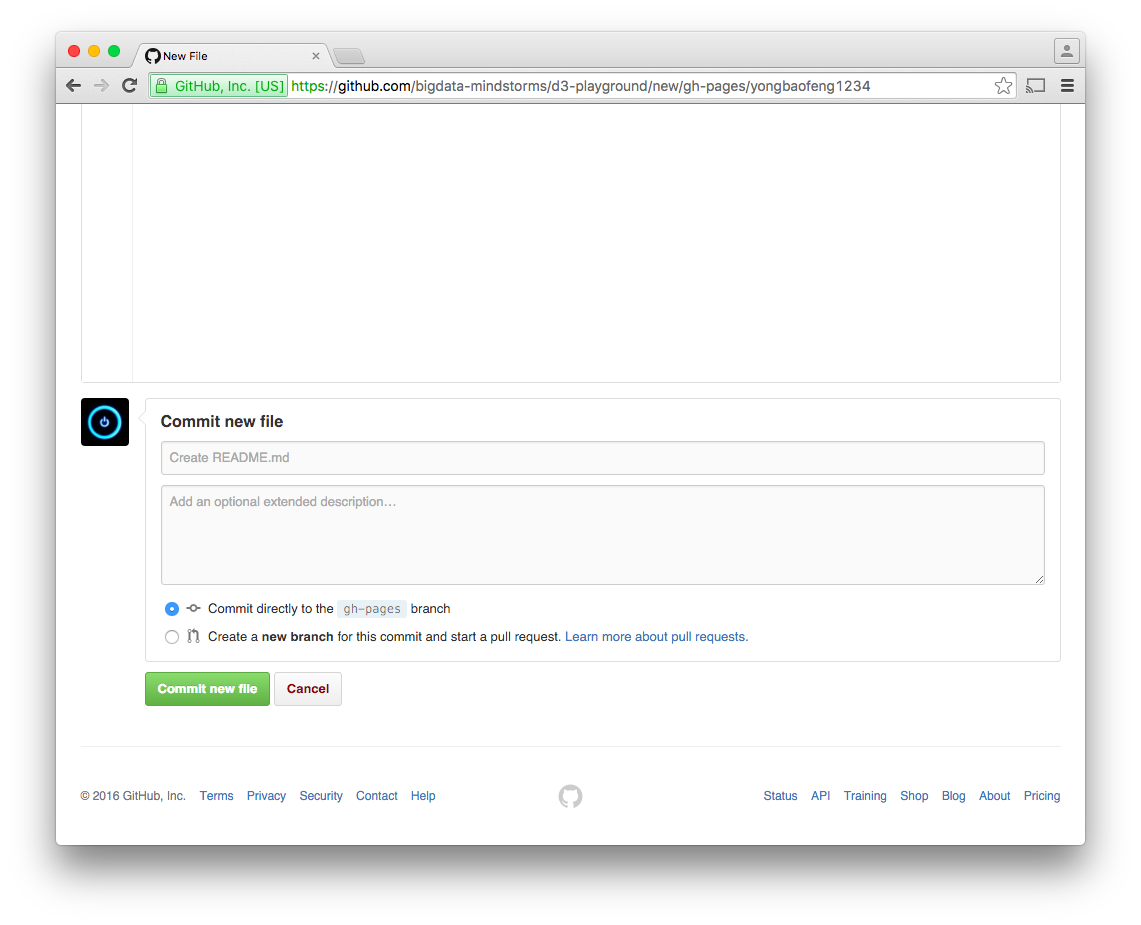 New File
GitHub, Inc. [US] https://github.com/bigdata-mindstorms/d3-playground/new/gh-pages/yongbaofeng1234
Commit new file
Create README.md
Add an optional extended description…
Commit directly to the gh-pages branch
Create a new branch for this commit and start a pull request. Learn more about pull requests.
Commit new file Cancel
© 2016 GitHub, Inc. Terms Privacy Security Contact Help Status API Training Shop Blog About Pricing